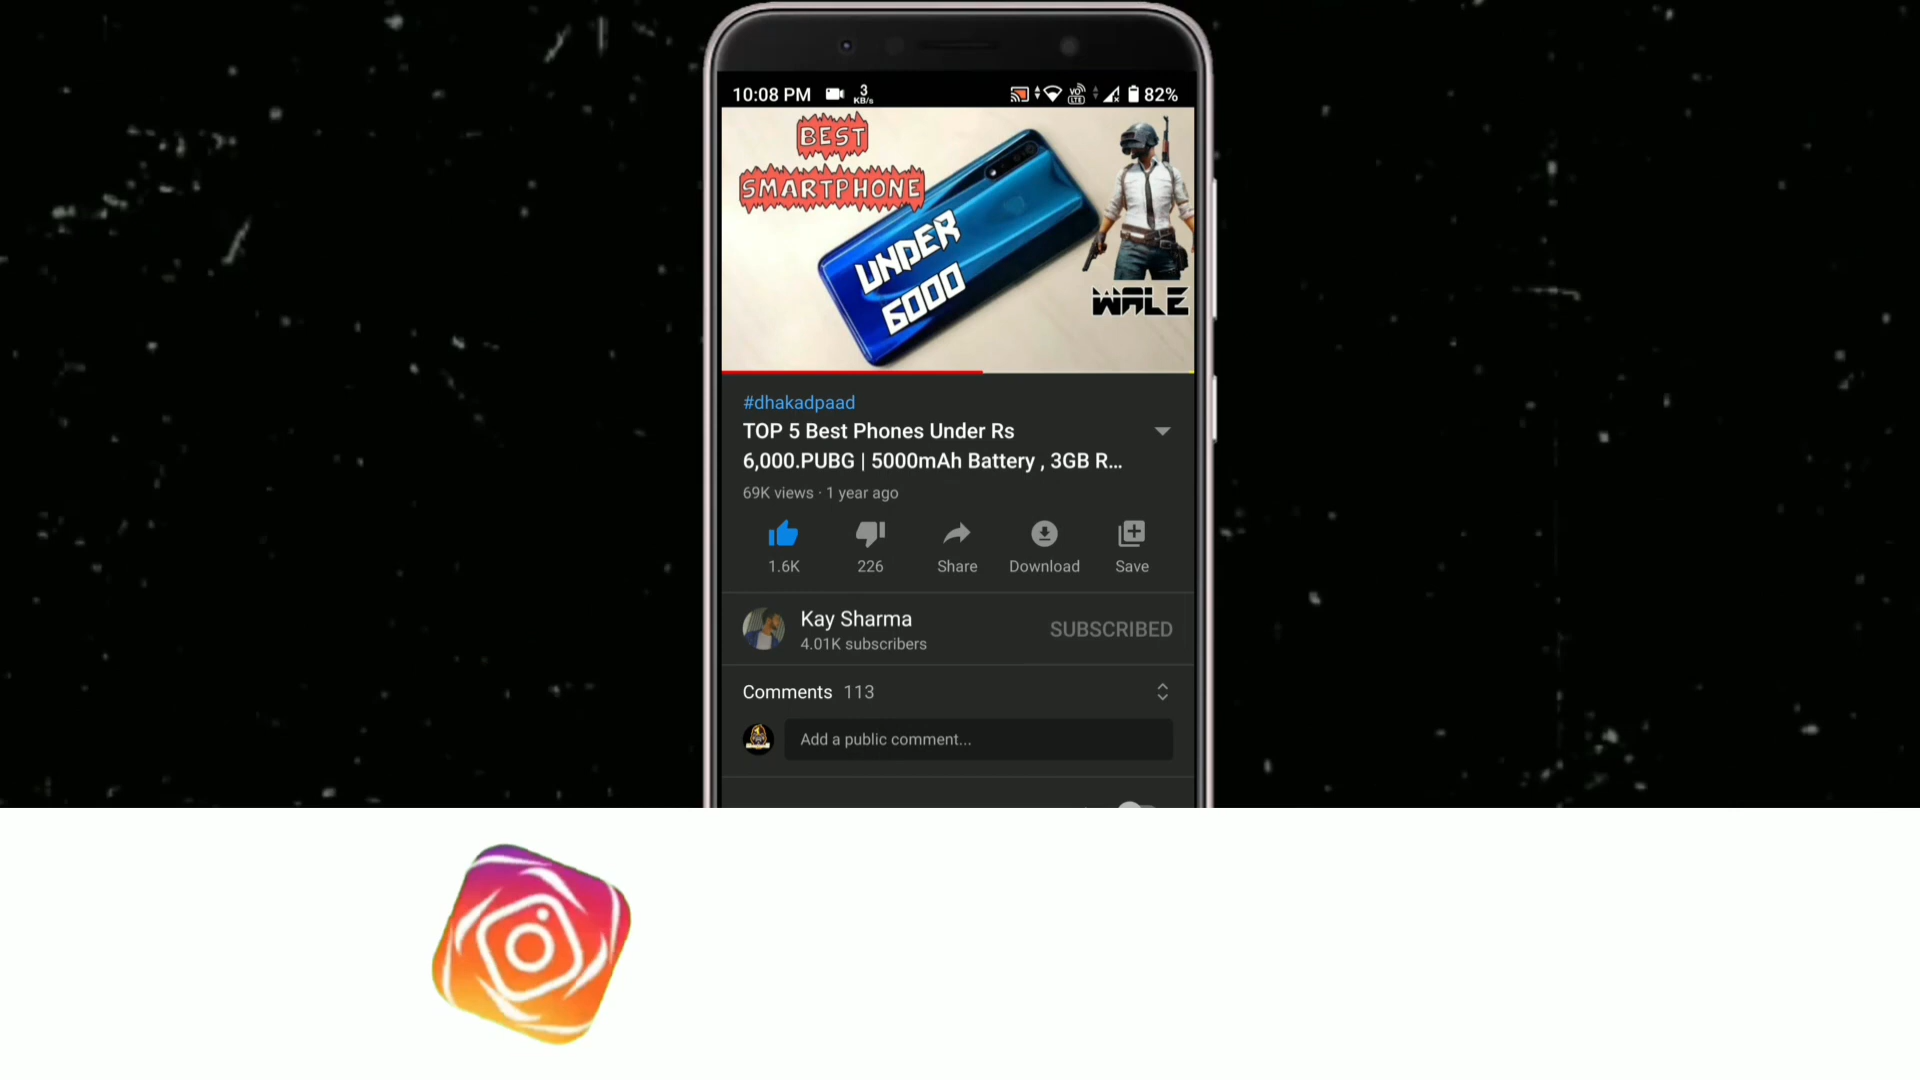 10:08 PM 3 KB/s VO LTE 82%
BEST
SMARTPHONE
UNDER
6000
WALE
#dhakadpaad
TOP 5 Best Phones Under Rs
6,000.PUBG | 5000mAh Battery , 3GB R...
69K views · 1 year ago
1.6K 226 Share Download Save
Kay Sharma
4.01K subscribers
SUBSCRIBED
Comments 113
Add a public comment...